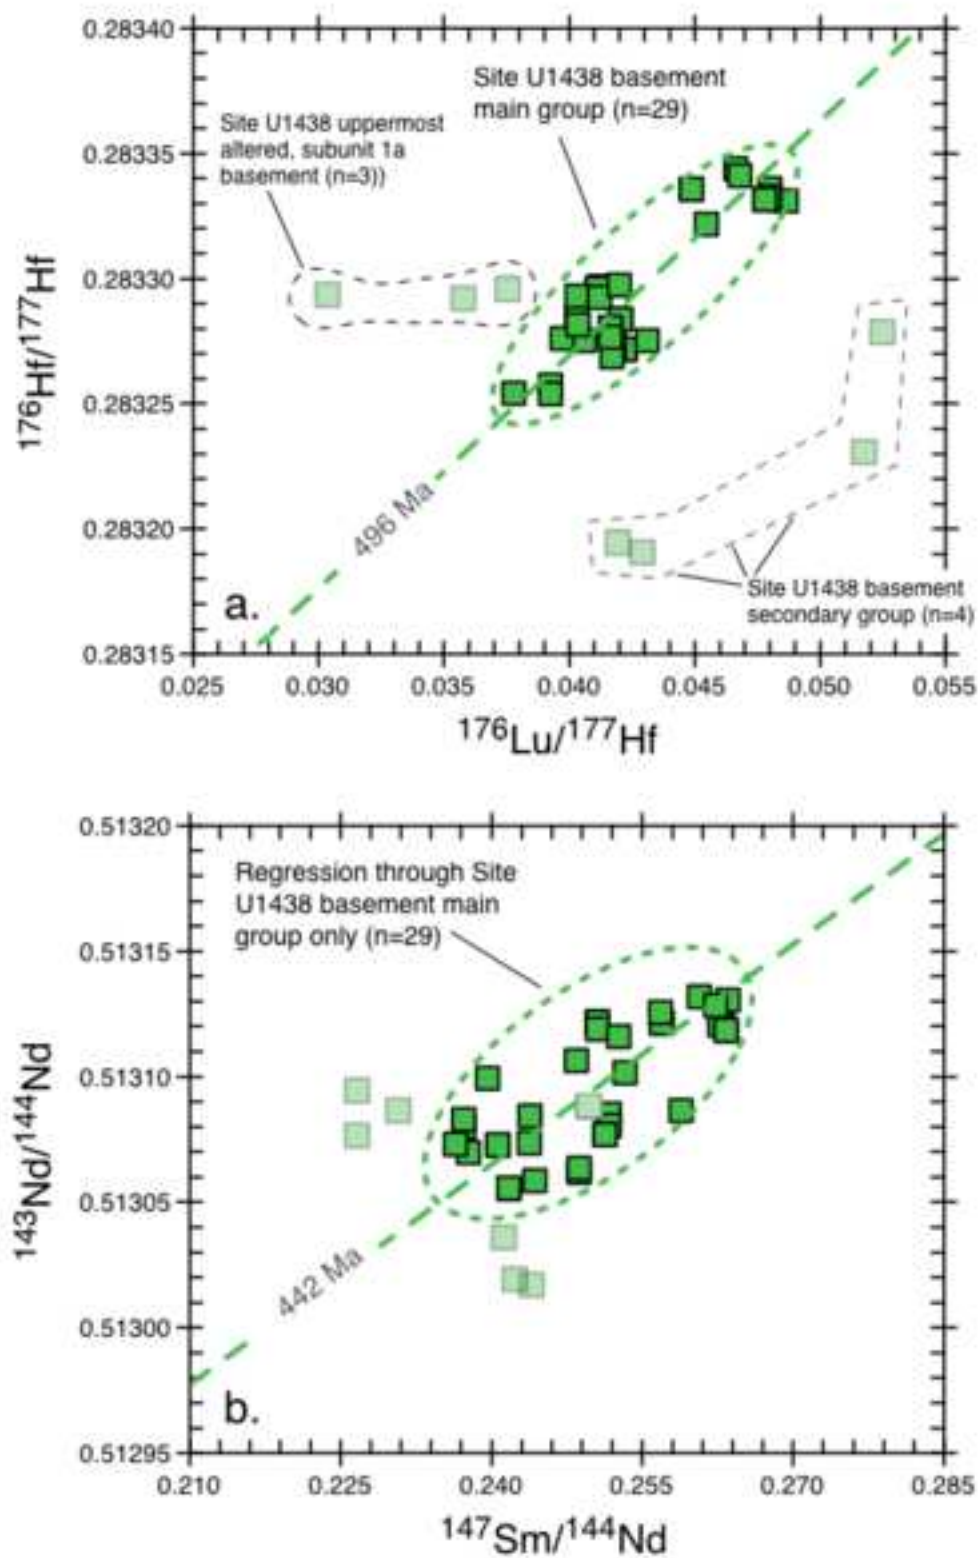 0.28340
Site U1438 basement
main group (n=29)
Site U1438 uppermost
altered, subunit 1a
basement (n=3))
0.28335
0.28330
0.28325
0.28320
0.28315
¹⁷⁶Hf/¹⁷⁷Hf
496 Ma
a.
Site U1438 basement
secondary group (n=4)
0.025 0.030 0.035 0.040 0.045 0.050 0.055
¹⁷⁶Lu/¹⁷⁷Hf
0.51320
Regression through Site
U1438 basement main
group only (n=29)
0.51315
0.51310
0.51305
0.51300
0.51295
¹⁴³Nd/¹⁴⁴Nd
442 Ma
b.
0.210 0.225 0.240 0.255 0.270 0.285
¹⁴⁷Sm/¹⁴⁴Nd